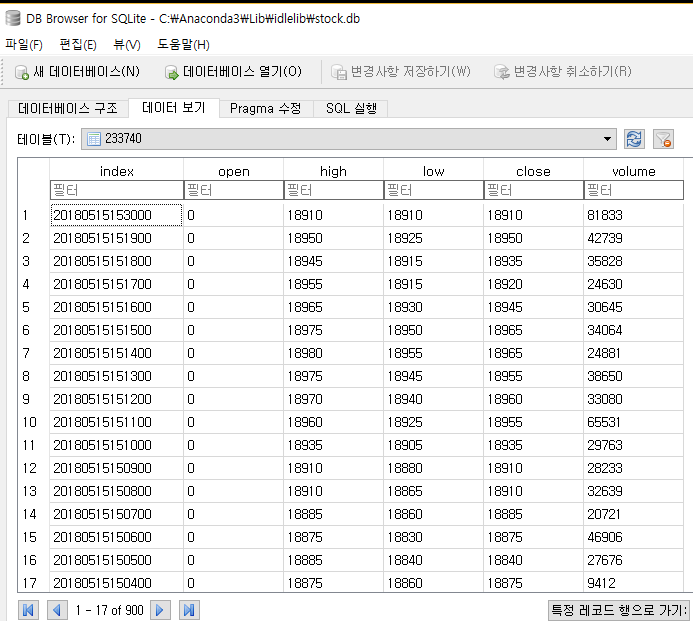 DB Browser for SQLite - C:₩Anaconda3₩Lib₩idlelib₩stock.db
파일(F) 편집(E) 뷰(V) 도움말(H)
새 데이터베이스(N) 데이터베이스 열기(O) 변경사항 저장하기(W) 변경사항 취소하기(R)
데이터베이스 구조 데이터 보기 Pragma 수정 SQL 실행
테이블(T): 233740
index open high low close volume
필터 필터 필터 필터 필터 필터
1 20180515153000 0 18910 18910 18910 81833
2 20180515151900 0 18950 18925 18950 42739
3 20180515151800 0 18945 18915 18935 35828
4 20180515151700 0 18955 18915 18920 24630
5 20180515151600 0 18965 18930 18945 30645
6 20180515151500 0 18975 18950 18965 34064
7 20180515151400 0 18980 18955 18965 24881
8 20180515151300 0 18975 18945 18955 38650
9 20180515151200 0 18970 18940 18960 33080
10 20180515151100 0 18960 18925 18955 65531
11 20180515151000 0 18935 18905 18935 29763
12 20180515150900 0 18910 18880 18910 28233
13 20180515150800 0 18910 18865 18910 32639
14 20180515150700 0 18885 18860 18885 20721
15 20180515150600 0 18875 18830 18875 46906
16 20180515150500 0 18885 18840 18840 27676
17 20180515150400 0 18875 18860 18875 9412
1 - 17 of 900 특정 레코드 행으로 가기: